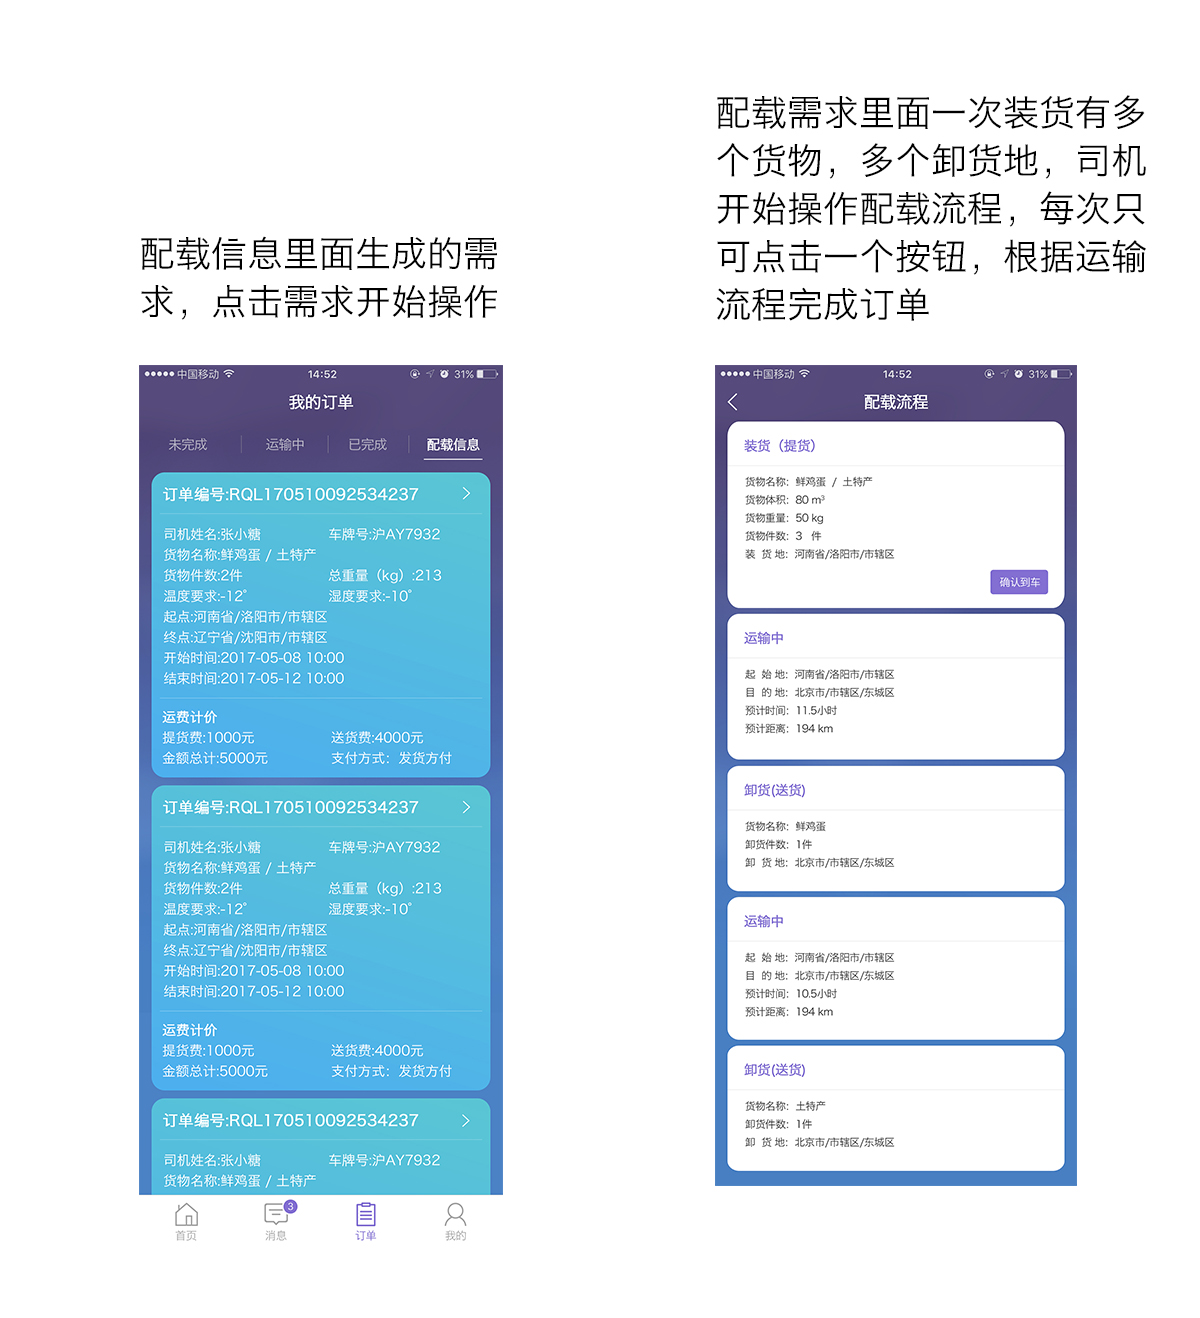 配载信息里面生成的需
求，点击需求开始操作
中国移动
14:52
31%
我的订单
未完成
运输中
已完成
配载信息
订单编号:RQL170510092534237
司机姓名:张小糖 车牌号:沪AY7932
货物名称:鲜鸡蛋 / 土特产
货物件数:2件 总重量（kg）:213
温度要求:-12° 湿度要求:-10°
起点:河南省/洛阳市/市辖区
终点:辽宁省/沈阳市/市辖区
开始时间:2017-05-08 10:00
结束时间:2017-05-12 10:00
运费计价
提货费:1000元 送货费:4000元
金额总计:5000元 支付方式：发货方付
订单编号:RQL170510092534237
司机姓名:张小糖 车牌号:沪AY7932
货物名称:鲜鸡蛋 / 土特产
货物件数:2件 总重量（kg）:213
温度要求:-12° 湿度要求:-10°
起点:河南省/洛阳市/市辖区
终点:辽宁省/沈阳市/市辖区
开始时间:2017-05-08 10:00
结束时间:2017-05-12 10:00
运费计价
提货费:1000元 送货费:4000元
金额总计:5000元 支付方式：发货方付
订单编号:RQL170510092534237
司机姓名:张小糖 车牌号:沪AY7932
货物名称:鲜鸡蛋 / 土特产
3
首页
消息
订单
我的
配载需求里面一次装货有多
个货物，多个卸货地，司机
开始操作配载流程，每次只
可点击一个按钮，根据运输
流程完成订单
中国移动
14:52
31%
配载流程
装货（提货）
货物名称：鲜鸡蛋 / 土特产
货物体积：80 m³
货物重量：50 kg
货物件数：3 件
装 货 地：河南省/洛阳市/市辖区
确认到车
运输中
起 始 地：河南省/洛阳市/市辖区
目 的 地：北京市/市辖区/东城区
预计时间：11.5小时
预计距离：194 km
卸货(送货)
货物名称：鲜鸡蛋
卸货件数：1件
卸 货 地：北京市/市辖区/东城区
运输中
起 始 地：河南省/洛阳市/市辖区
目 的 地：北京市/市辖区/东城区
预计时间：10.5小时
预计距离：194 km
卸货(送货)
货物名称：土特产
卸货件数：1件
卸 货 地：北京市/市辖区/东城区